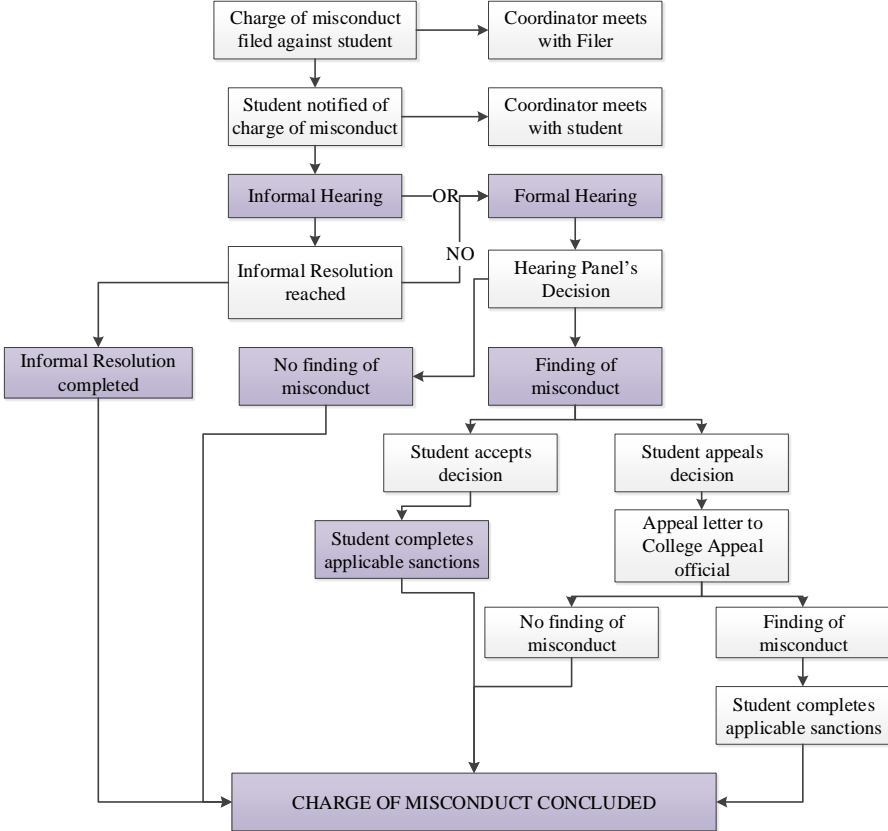 Charge of misconduct
filed against student
Coordinator meets
with Filer
Student notified of
charge of misconduct
Coordinator meets
with student
Informal Hearing
OR
Formal Hearing
NO
Informal Resolution
reached
Hearing Panel's
Decision
Informal Resolution
completed
No finding of
misconduct
Finding of
misconduct
Student accepts
decision
Student appeals
decision
Student completes
applicable sanctions
Appeal letter to
College Appeal
official
No finding of
misconduct
Finding of
misconduct
Student completes
applicable sanctions
CHARGE OF MISCONDUCT CONCLUDED